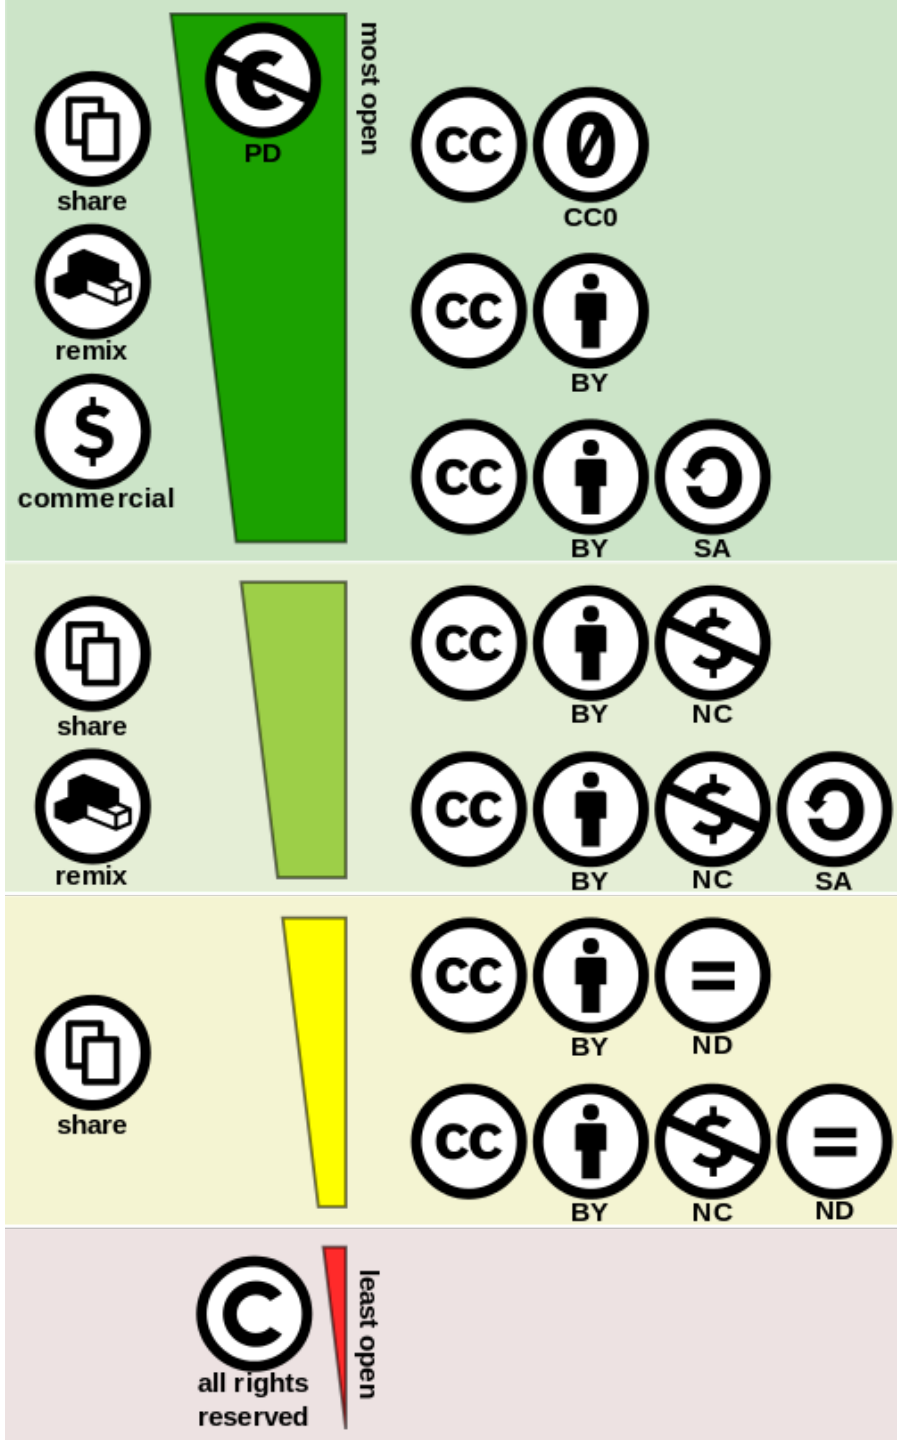 PD
most open
share
remix
commercial
cc
0
CC0
cc
BY
cc
BY SA
share
remix
cc
$
BY NC
cc
$
BY NC SA
share
cc
=
BY ND
cc
$
=
BY NC ND
C
all rights
reserved
least open